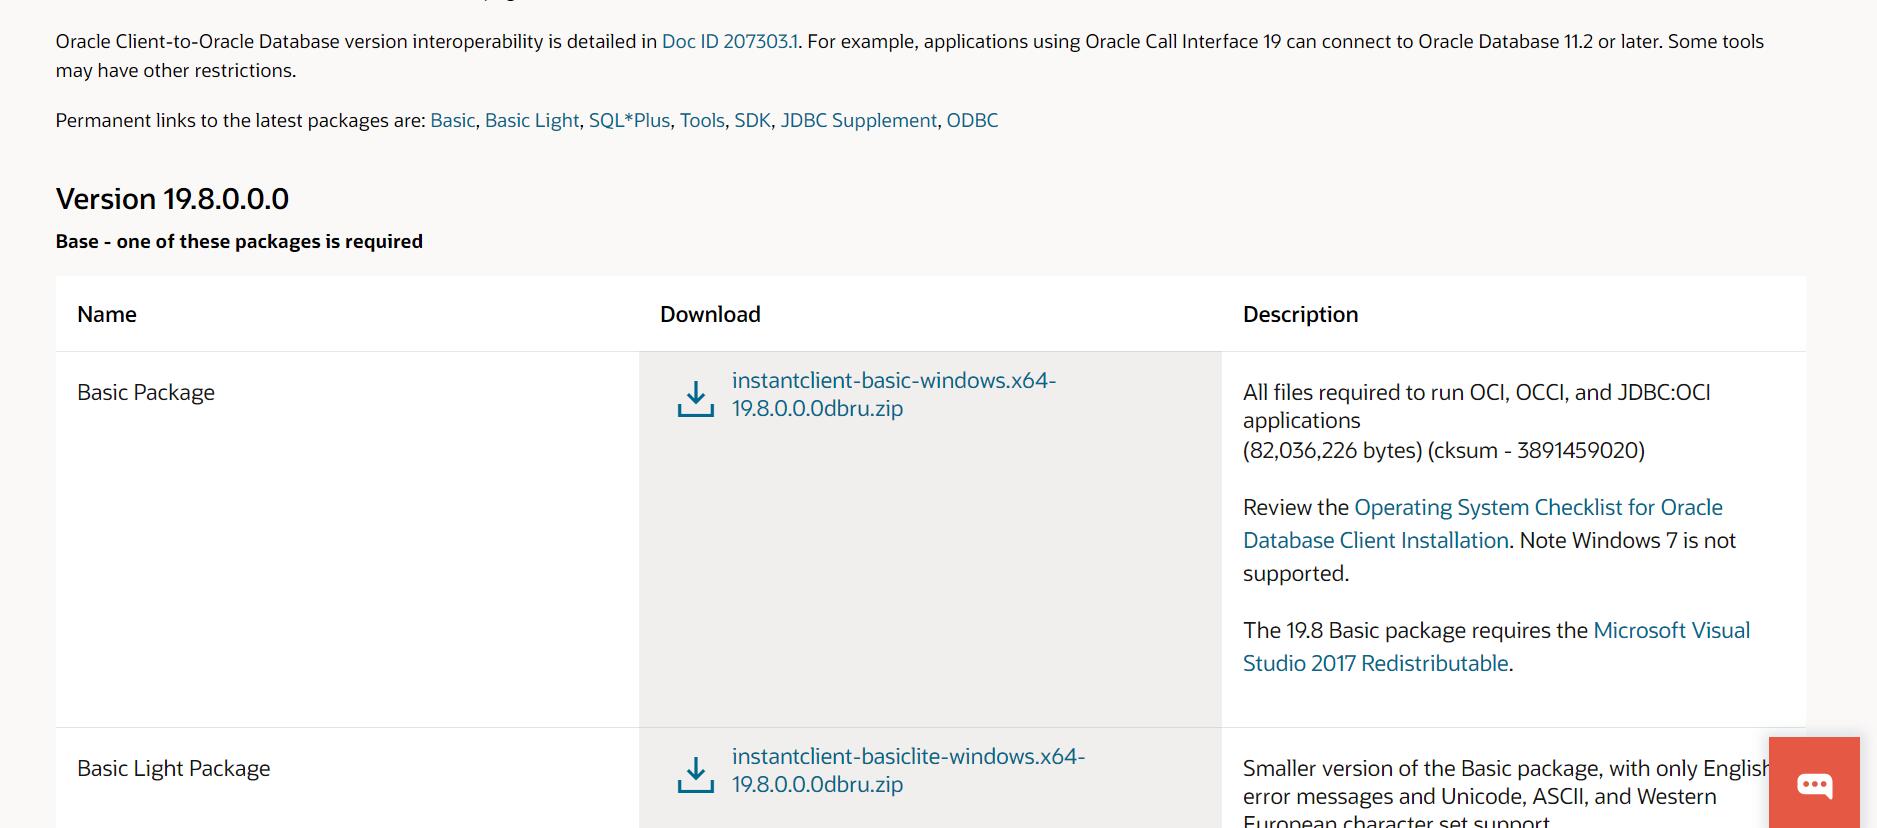 Oracle Client-to-Oracle Database version interoperability is detailed in Doc ID 207303.1. For example, applications using Oracle Call Interface 19 can connect to Oracle Database 11.2 or later. Some tools
may have other restrictions.
Permanent links to the latest packages are: Basic, Basic Light, SQL*Plus, Tools, SDK, JDBC Supplement, ODBC
Version 19.8.0.0.0
Base - one of these packages is required
Name
Download
Description
Basic Package
instantclient-basic-windows.x64-
19.8.0.0.0dbru.zip
All files required to run OCI, OCCI, and JDBC:OCI
applications
(82,036,226 bytes) (cksum - 3891459020)
Review the Operating System Checklist for Oracle
Database Client Installation. Note Windows 7 is not
supported.
The 19.8 Basic package requires the Microsoft Visual
Studio 2017 Redistributable.
Basic Light Package
instantclient-basiclite-windows.x64-
19.8.0.0.0dbru.zip
Smaller version of the Basic package, with only English
error messages and Unicode, ASCII, and Western
European character set support